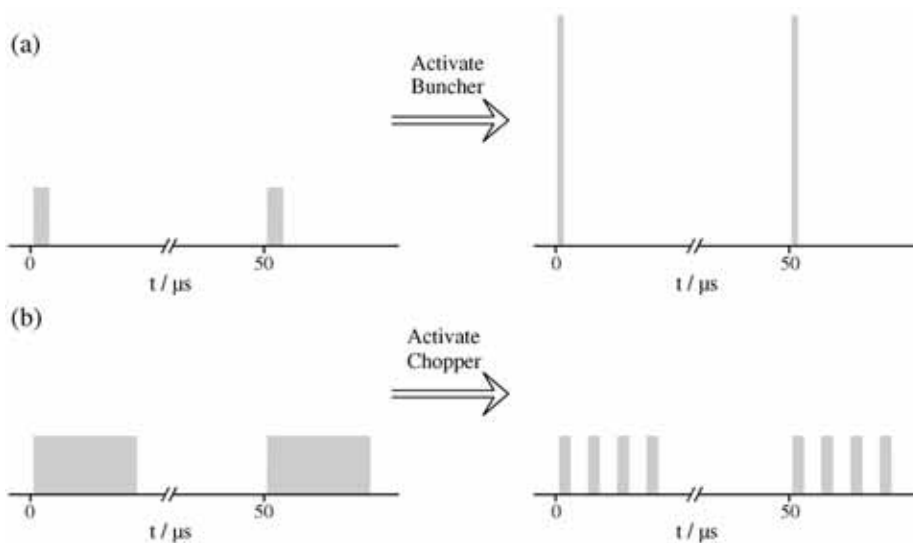 (a)
Activate
Buncher
0
50
t / μs
0
50
t / μs
(b)
Activate
Chopper
0
50
t / μs
0
50
t / μs